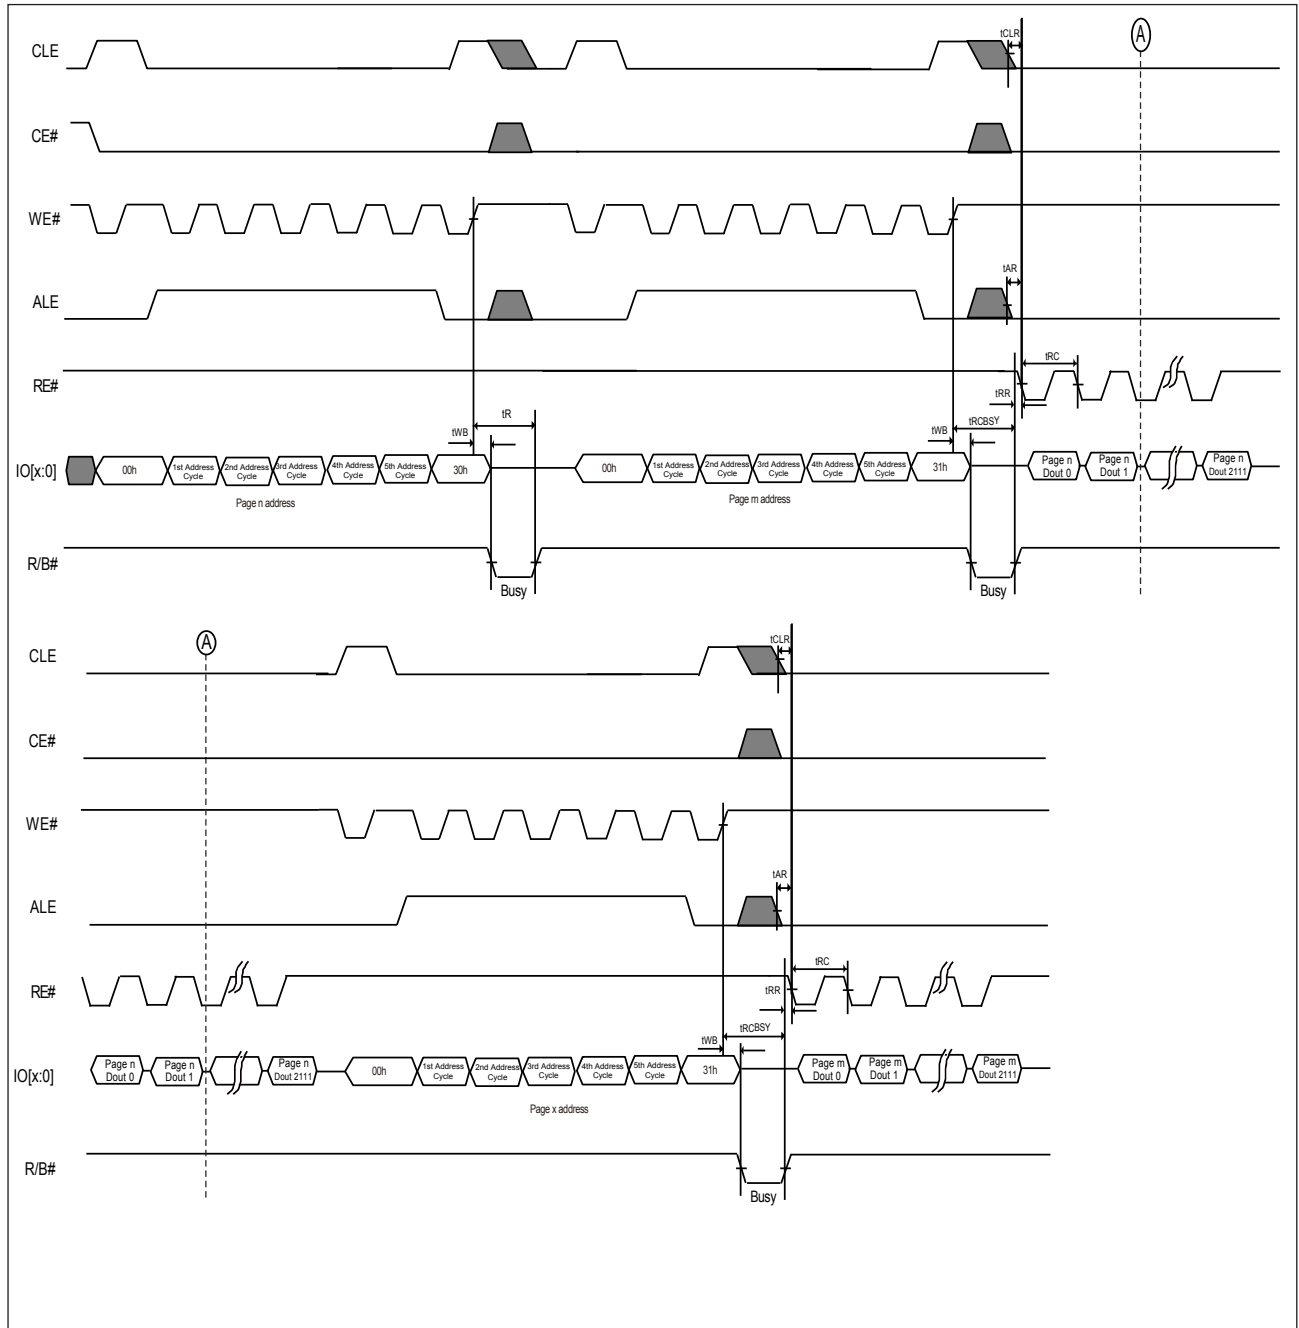 CLE
tCLR
A
CE#
WE#
ALE
tAR
RE#
tRC
tRR
tR
tRCBSY
tWB
tWB
IO[x:0]
00h
1st Address Cycle
2nd Address Cycle
3rd Address Cycle
4th Address Cycle
5th Address Cycle
30h
00h
1st Address Cycle
2nd Address Cycle
3rd Address Cycle
4th Address Cycle
5th Address Cycle
31h
Page n Dout 0
Page n Dout 1
Page n Dout 2111
Page n address
Page m address
R/B#
Busy
Busy
A
CLE
tCLR
CE#
WE#
ALE
tAR
RE#
tRC
tRR
tRCBSY
tWB
IO[x:0]
Page n Dout 0
Page n Dout 1
Page n Dout 2111
00h
1st Address Cycle
2nd Address Cycle
3rd Address Cycle
4th Address Cycle
5th Address Cycle
31h
Page m Dout 0
Page m Dout 1
Page m Dout 2111
Page x address
R/B#
Busy